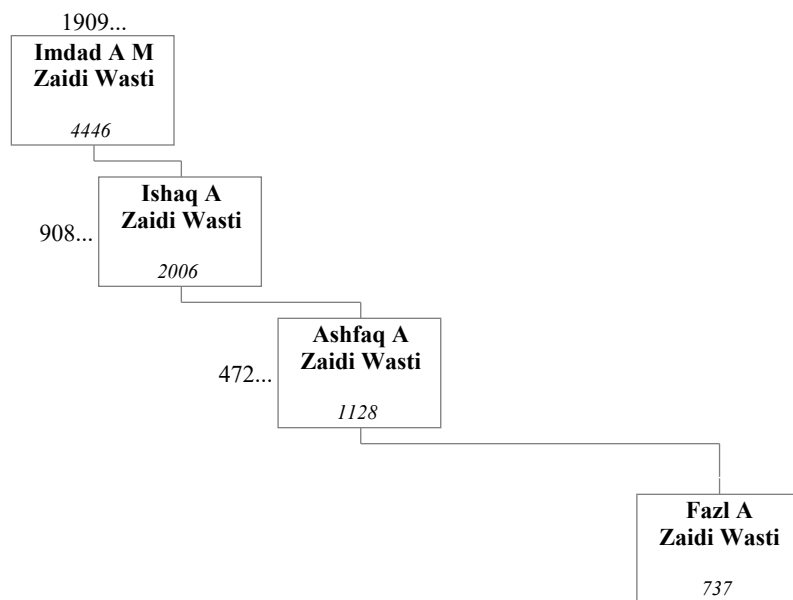 1909...
Imdad A M
Zaidi Wasti
4446
Ishaq A
Zaidi Wasti
908...
2006
Ashfaq A
Zaidi Wasti
472...
1128
Fazl A
Zaidi Wasti
737